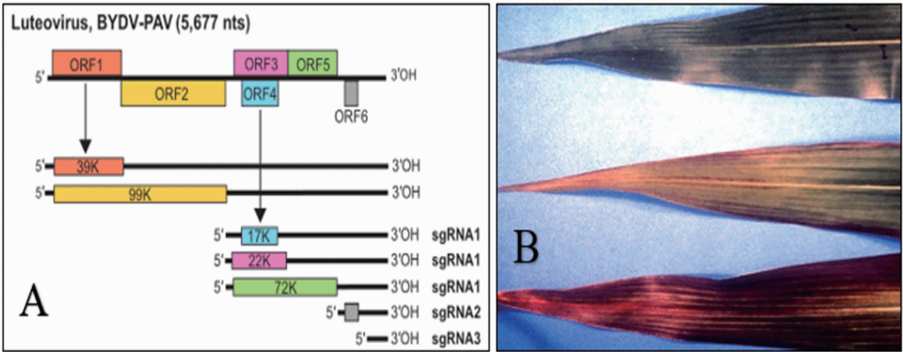 Luteovirus, BYDV-PAV (5,677 nts)
ORF1 ORF3 ORF5
5' 3'OH
ORF2 ORF4
ORF6
5' 39K 3'OH
5' 99K 3'OH
5' 17K 3'OH sgRNA1
5' 22K 3'OH sgRNA1
5' 72K 3'OH sgRNA1
5' 3'OH sgRNA2
5' 3'OH sgRNA3
A
B